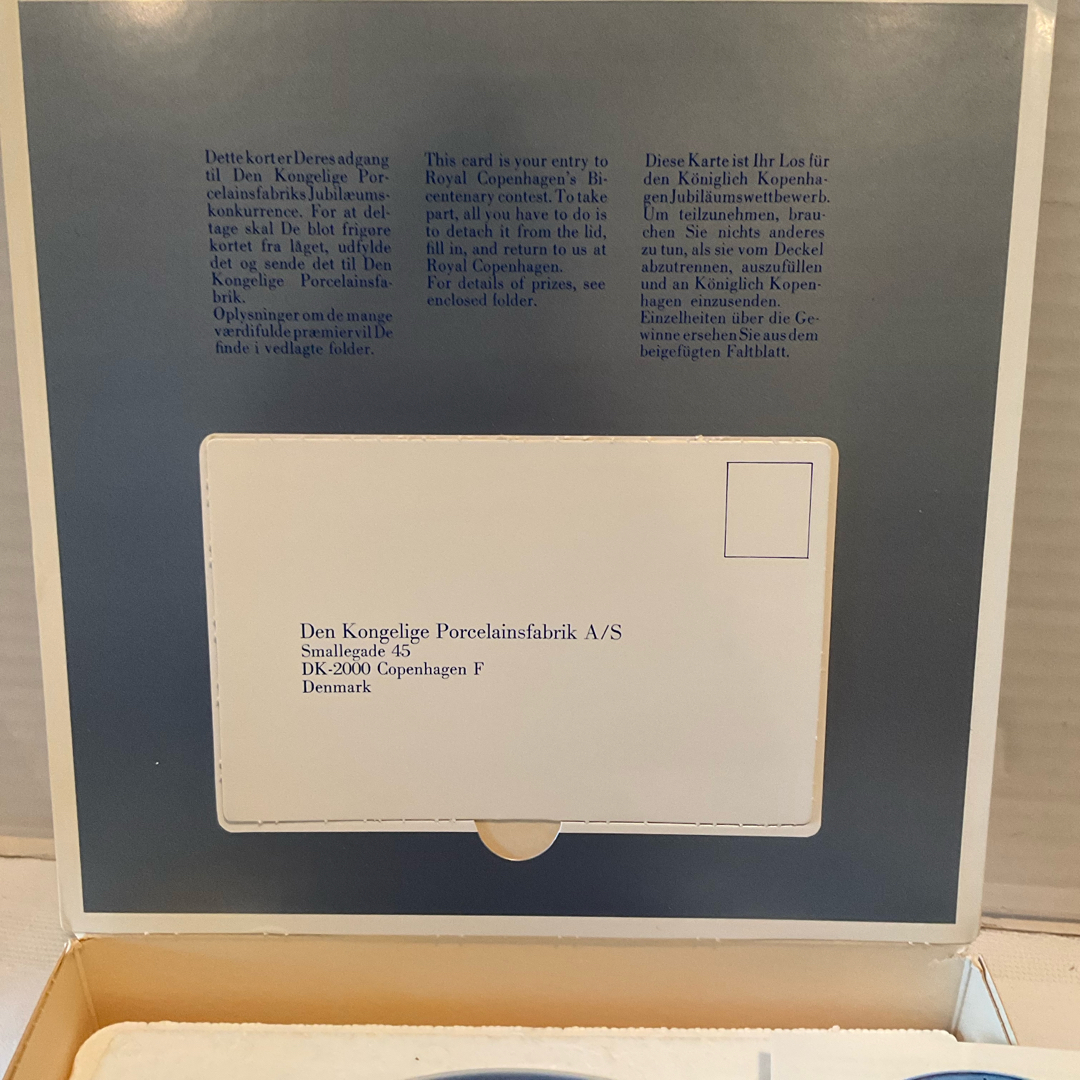 Dette kort er Deres adgang
til Den Kongelige Por-
celainsfabriks Jubilæums-
konkurrence. For at del-
tage skal De blot frigøre
kortet fra låget, udfylde
det og sende det til Den
Kongelige Porcelainsfa-
brik.
Oplysninger om de mange
værdifulde præmier vil De
finde i vedlagte folder.
This card is your entry to
Royal Copenhagen's Bi-
centenary contest. To take
part, all you have to do is
to detach it from the lid,
fill in, and return to us at
Royal Copenhagen.
For details of prizes, see
enclosed folder.
Diese Karte ist Ihr Los für
den Königlich Kopenha-
gen Jubiläumswettbewerb.
Um teilzunehmen, brau-
chen Sie nichts anderes
zu tun, als sie vom Deckel
abzutrennen, auszufüllen
und an Königlich Kopen-
hagen einzusenden.
Einzelheiten über die Ge-
winne ersehen Sie aus dem
beigefügten Faltblatt.
Den Kongelige Porcelainsfabrik A/S
Smallegade 45
DK-2000 Copenhagen F
Denmark